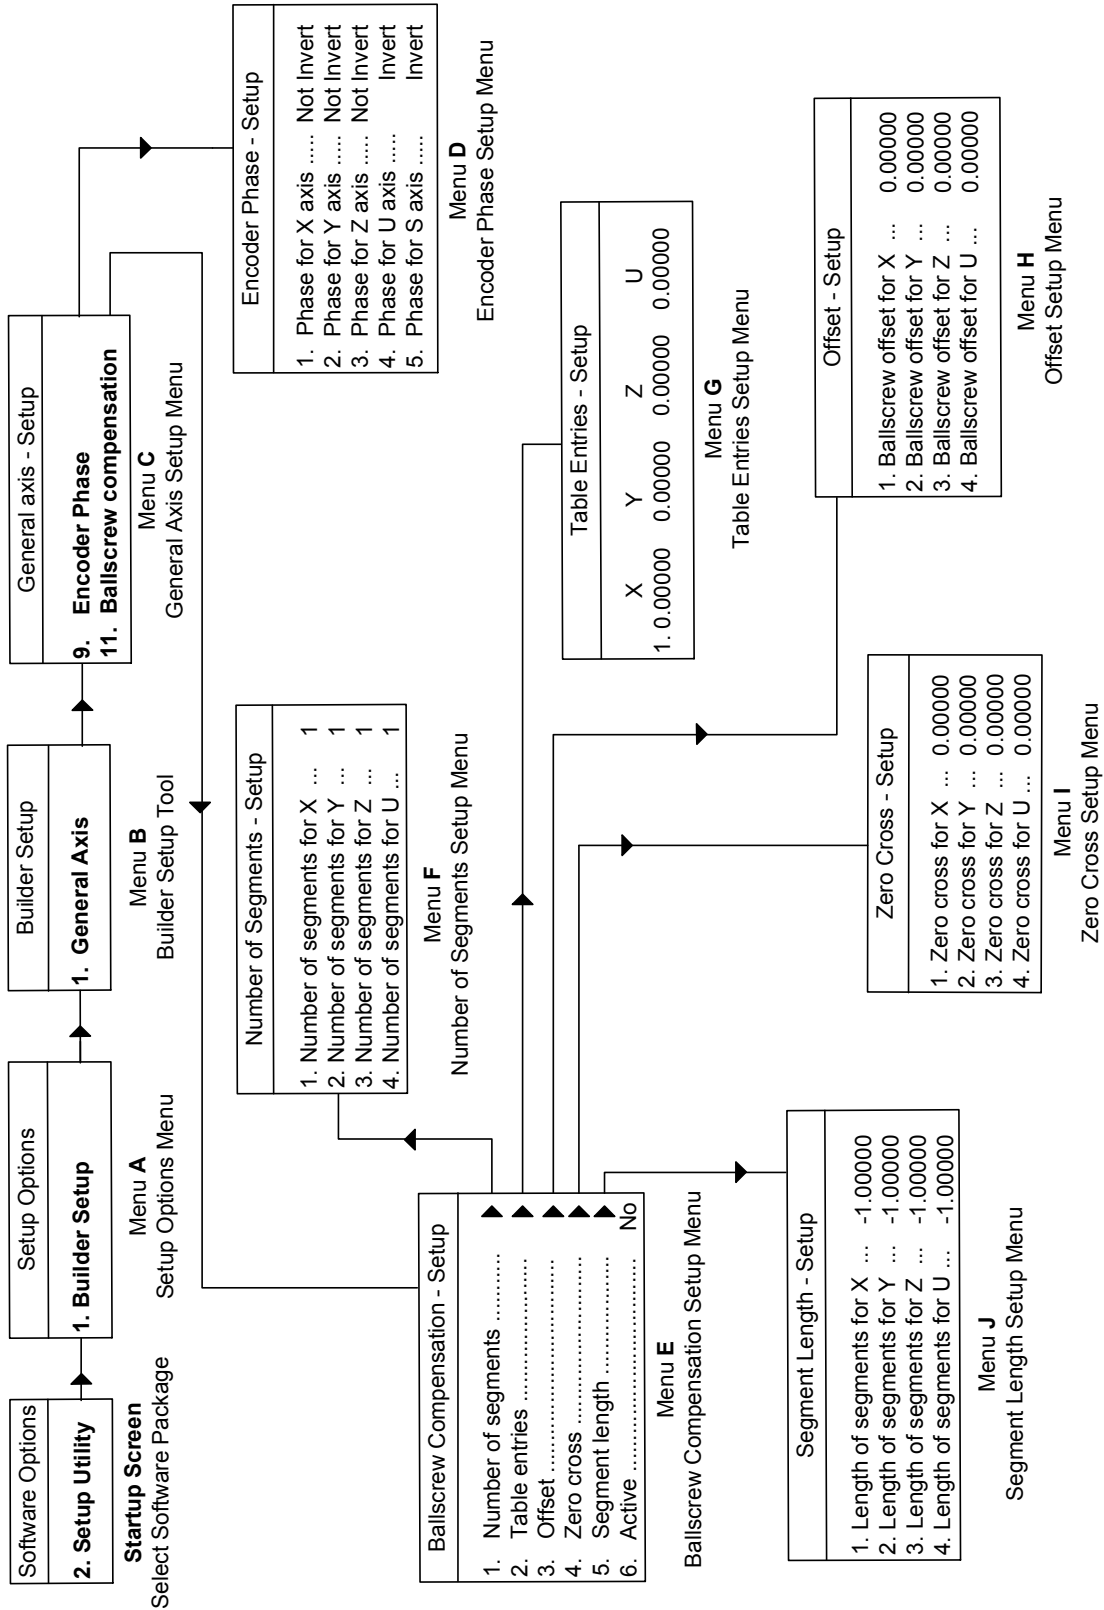 Software Options
2. Setup Utility
Startup Screen
Select Software Package
Setup Options
1. Builder Setup
Menu A
Setup Options Menu
Builder Setup
1. General Axis
Menu B
Builder Setup Tool
General axis - Setup
9. Encoder Phase
11. Ballscrew compensation
Menu C
General Axis Setup Menu
Encoder Phase - Setup
1. Phase for X axis ..... Not Invert
2. Phase for Y axis ..... Not Invert
3. Phase for Z axis ..... Not Invert
4. Phase for U axis ..... Invert
5. Phase for S axis ..... Invert
Menu D
Encoder Phase Setup Menu
Ballscrew Compensation - Setup
1. Number of segments ....................
2. Table entries ..............................
3. Offset ..........................................
4. Zero cross ...................................
5. Segment length ..........................
6. Active .......................................... No
Menu E
Ballscrew Compensation Setup Menu
Number of Segments - Setup
1. Number of segments for X ... 1
2. Number of segments for Y ... 1
3. Number of segments for Z ... 1
4. Number of segments for U ... 1
Menu F
Number of Segments Setup Menu
Table Entries - Setup
X Y Z U
1. 0.00000 0.00000 0.00000 0.00000
Menu G
Table Entries Setup Menu
Offset - Setup
1. Ballscrew offset for X ... 0.00000
2. Ballscrew offset for Y ... 0.00000
3. Ballscrew offset for Z ... 0.00000
4. Ballscrew offset for U ... 0.00000
Menu H
Offset Setup Menu
Zero Cross - Setup
1. Zero cross for X ... 0.00000
2. Zero cross for Y ... 0.00000
3. Zero cross for Z ... 0.00000
4. Zero cross for U ... 0.00000
Menu I
Zero Cross Setup Menu
Segment Length - Setup
1. Length of segments for X ... -1.00000
2. Length of segments for Y ... -1.00000
3. Length of segments for Z ... -1.00000
4. Length of segments for U ... -1.00000
Menu J
Segment Length Setup Menu